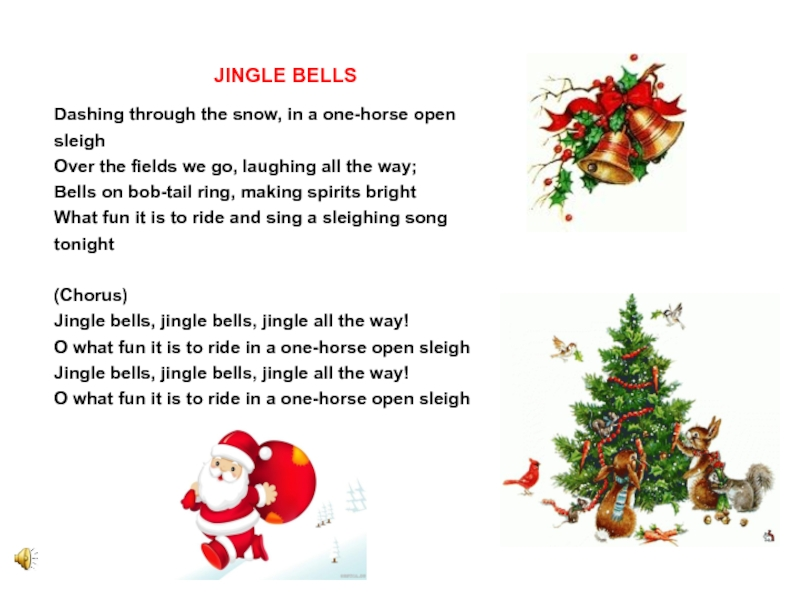 JINGLE BELLS
Dashing through the snow, in a one-horse open
sleigh
Over the fields we go, laughing all the way;
Bells on bob-tail ring, making spirits bright
What fun it is to ride and sing a sleighing song
tonight
(Chorus)
Jingle bells, jingle bells, jingle all the way!
O what fun it is to ride in a one-horse open sleigh
Jingle bells, jingle bells, jingle all the way!
O what fun it is to ride in a one-horse open sleigh